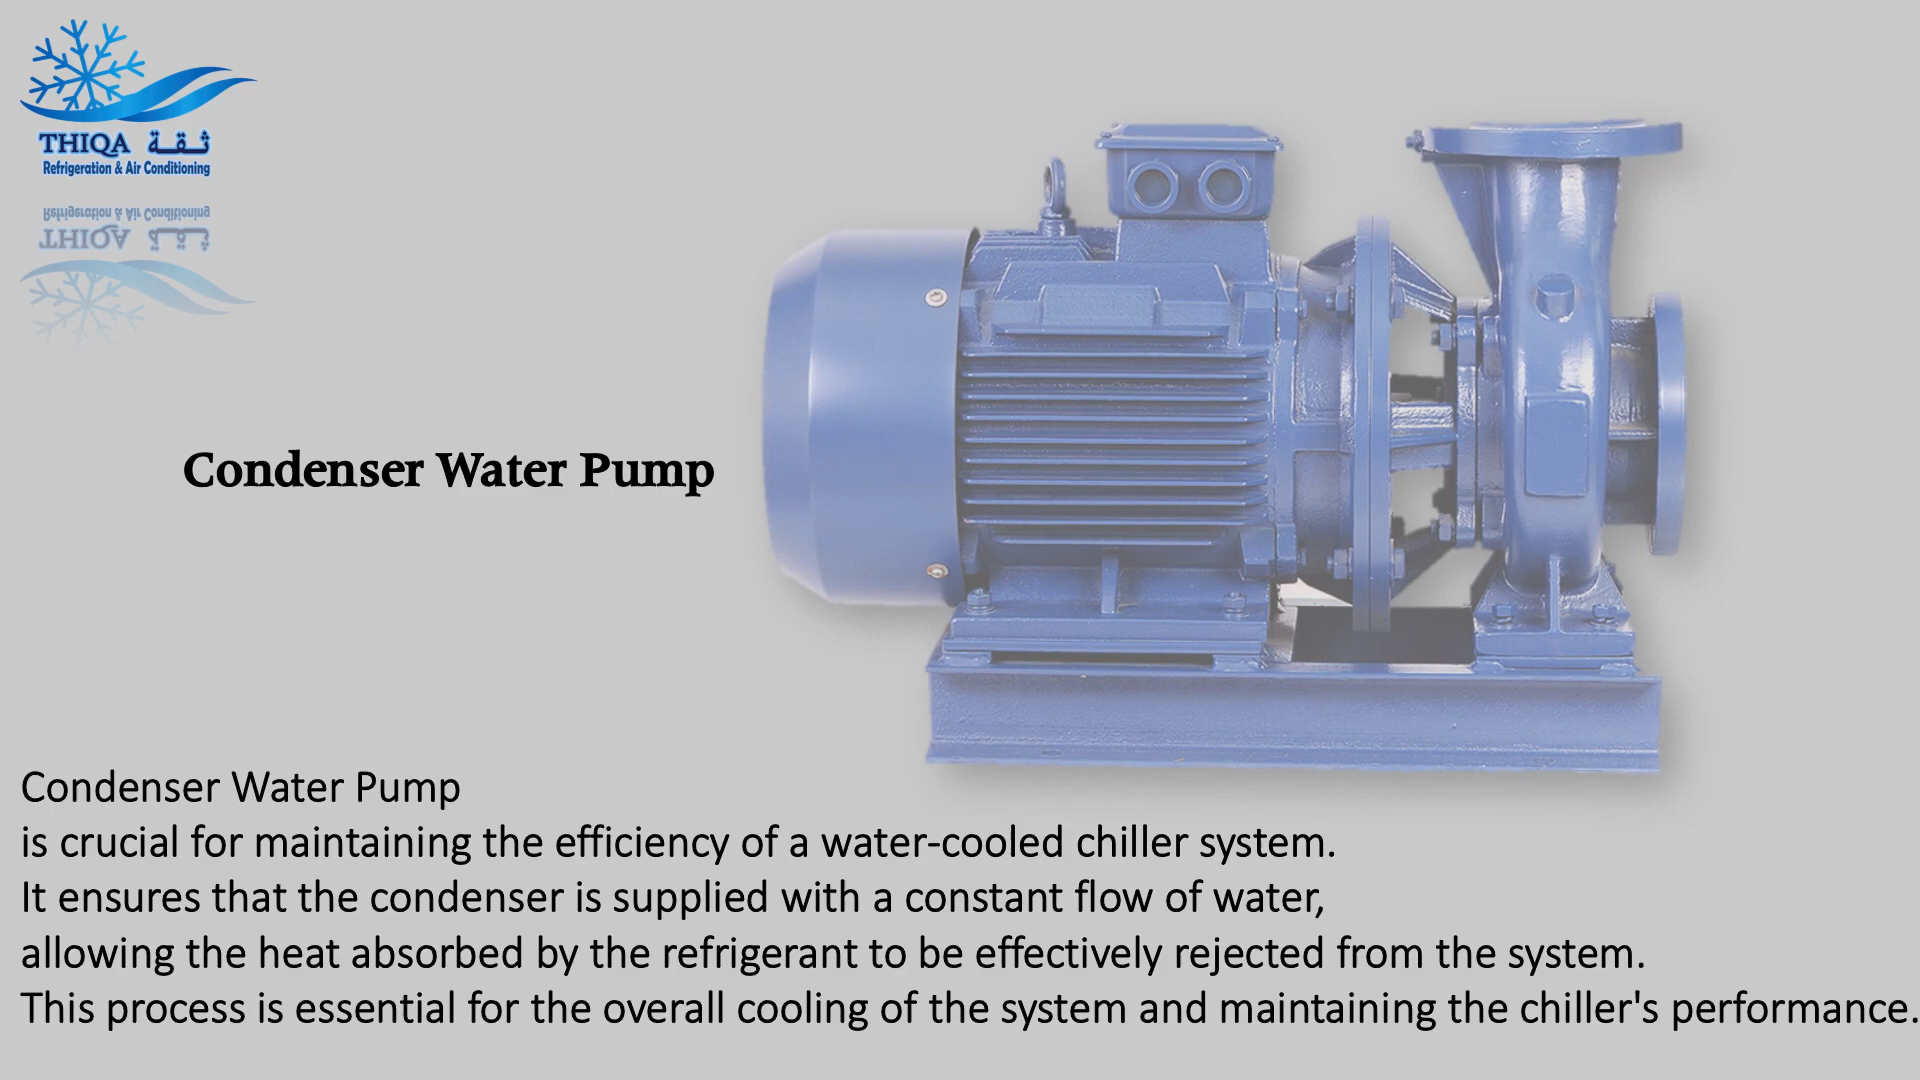 THIQA ثقة
Refrigeration & Air Conditioning
Condenser Water Pump
Condenser Water Pump
is crucial for maintaining the efficiency of a water-cooled chiller system.
It ensures that the condenser is supplied with a constant flow of water,
allowing the heat absorbed by the refrigerant to be effectively rejected from the system.
This process is essential for the overall cooling of the system and maintaining the chiller's performance.